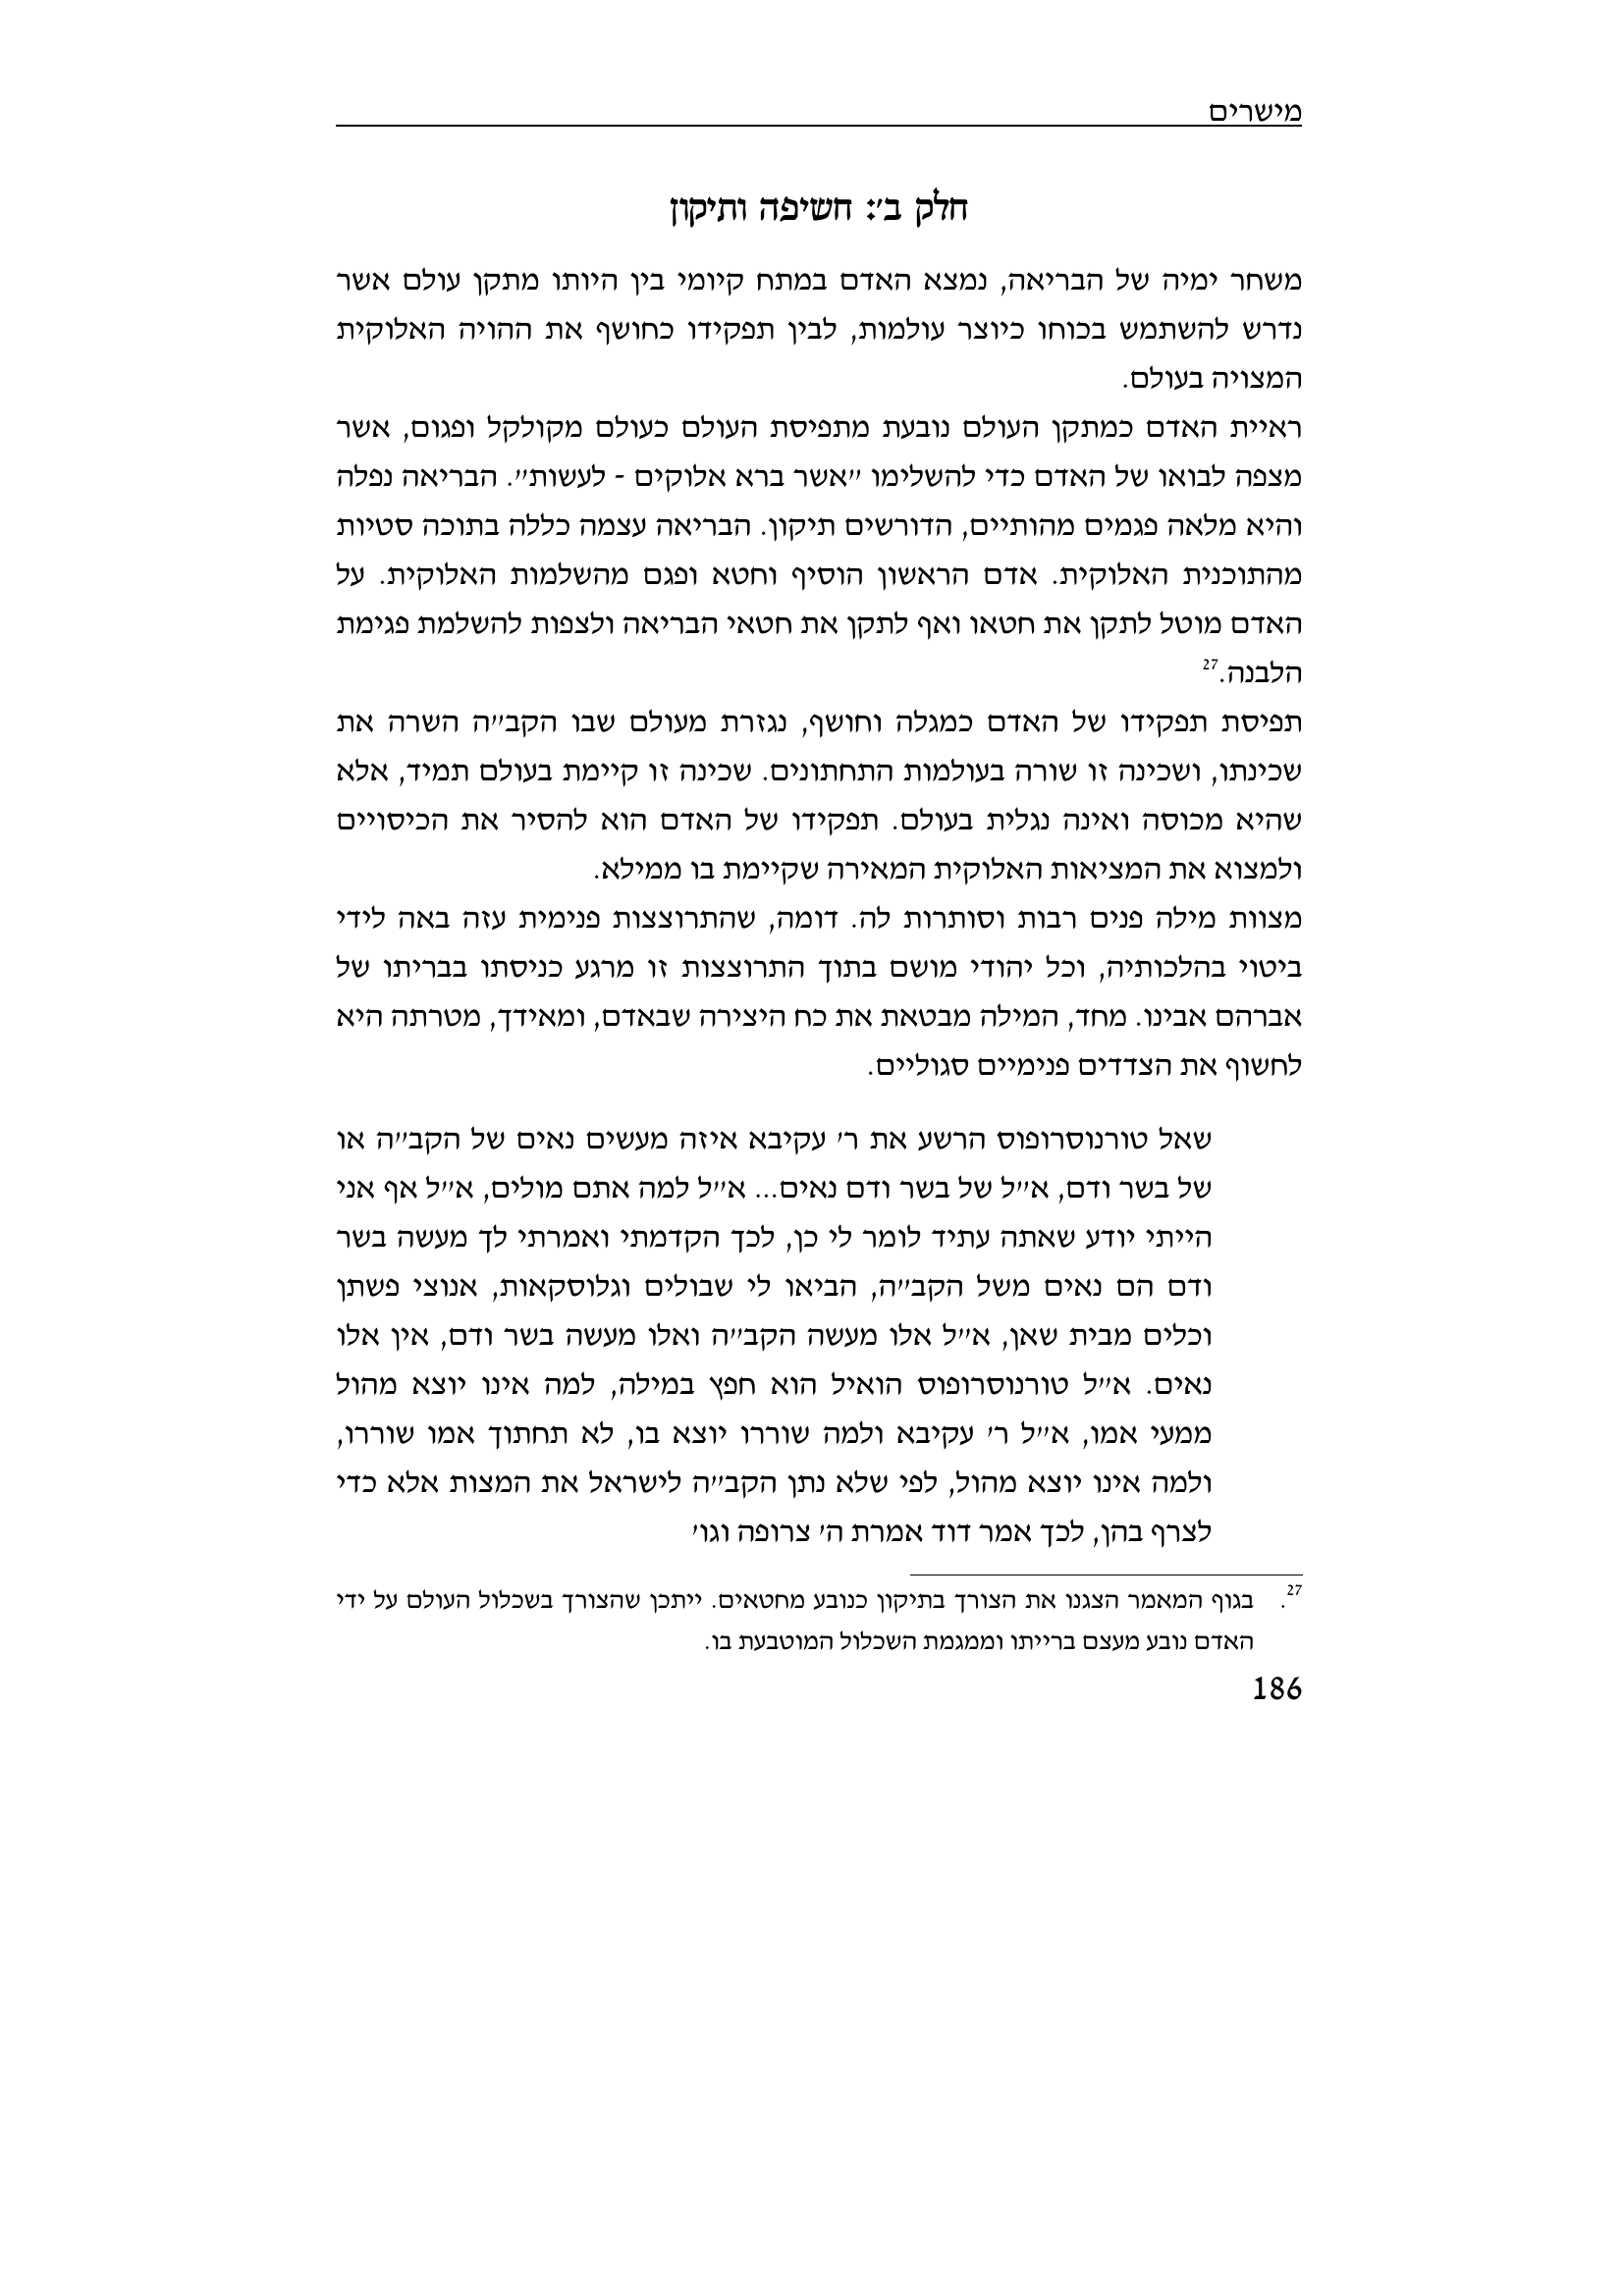 מישרים
חלק ב׳: חשיפה ותיקון
משחר ימיה של הבריאה, נמצא האדם במתח קיומי בין היותו מתקן עולם אשר
נדרש להשתמש בכוחו כיוצר עולמות, לבין תפקידו כחושף את ההויה האלוקית
המצויה בעולם.
ראיית האדם כמתקן העולם נובעת מתפיסת העולם כעולם מקולקל ופגום, אשר
מצפה לבואו של האדם כדי להשלימו ״אשר ברא אלוקים - לעשות״. הבריאה נפלה
והיא מלאה פגמים מהותיים, הדורשים תיקון. הבריאה עצמה כללה בתוכה סטיות
מהתוכנית האלוקית. אדם הראשון הוסיף וחטא ופגם מהשלמות האלוקית. על
האדם מוטל לתקן את חטאו ואף לתקן את חטאי הבריאה ולצפות להשלמת פגימת
הלבנה.27
תפיסת תפקידו של האדם כמגלה וחושף, נגזרת מעולם שבו הקב״ה השרה את
שכינתו, ושכינה זו שורה בעולמות התחתונים. שכינה זו קיימת בעולם תמיד, אלא
שהיא מכוסה ואינה נגלית בעולם. תפקידו של האדם הוא להסיר את הכיסויים
ולמצוא את המציאות האלוקית המאירה שקיימת בו ממילא.
מצוות מילה פנים רבות וסותרות לה. דומה, שהתרוצצות פנימית עזה באה לידי
ביטוי בהלכותיה, וכל יהודי מושם בתוך התרוצצות זו מרגע כניסתו בבריתו של
אברהם אבינו. מחד, המילה מבטאת את כח היצירה שבאדם, ומאידך, מטרתה היא
לחשוף את הצדדים פנימיים סגוליים.
שאל טורנוסרופוס הרשע את ר׳ עקיבא איזה מעשים נאים של הקב״ה או
של בשר ודם, א״ל של בשר ודם נאים... א״ל למה אתם מולים, א״ל אף אני
הייתי יודע שאתה עתיד לומר לי כן, לכך הקדמתי ואמרתי לך מעשה בשר
ודם הם נאים משל הקב״ה, הביאו לי שבולים וגלוסקאות, אנוצי פשתן
וכלים מבית שאן, א״ל אלו מעשה הקב״ה ואלו מעשה בשר ודם, אין אלו
נאים. א״ל טורנוסרופוס הואיל הוא חפץ במילה, למה אינו יוצא מהול
ממעי אמו, א״ל ר׳ עקיבא ולמה שוררו יוצא בו, לא תחתוך אמו שוררו,
ולמה אינו יוצא מהול, לפי שלא נתן הקב״ה לישראל את המצות אלא כדי
לצרף בהן, לכך אמר דוד אמרת ה׳ צרופה וגו׳
27. בגוף המאמר הצגנו את הצורך בתיקון כנובע מחטאים. ייתכן שהצורך בשכלול העולם על ידי
האדם נובע מעצם ברייתו וממגמת השכלול המוטבעת בו.
186